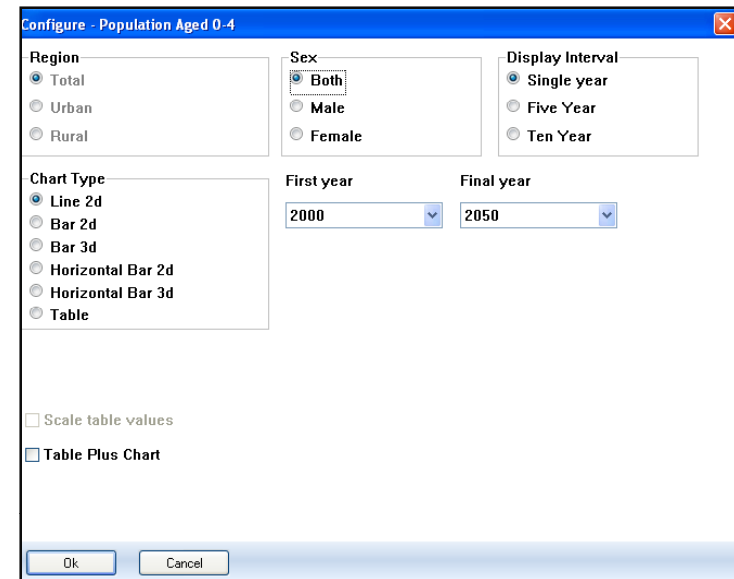 Configure - Population Aged 0-4
Region
Total
Urban
Rural
Sex
Both
Male
Female
Display Interval
Single year
Five Year
Ten Year
Chart Type
Line 2d
Bar 2d
Bar 3d
Horizontal Bar 2d
Horizontal Bar 3d
Table
First year
2000
Final year
2050
Scale table values
Table Plus Chart
Ok
Cancel